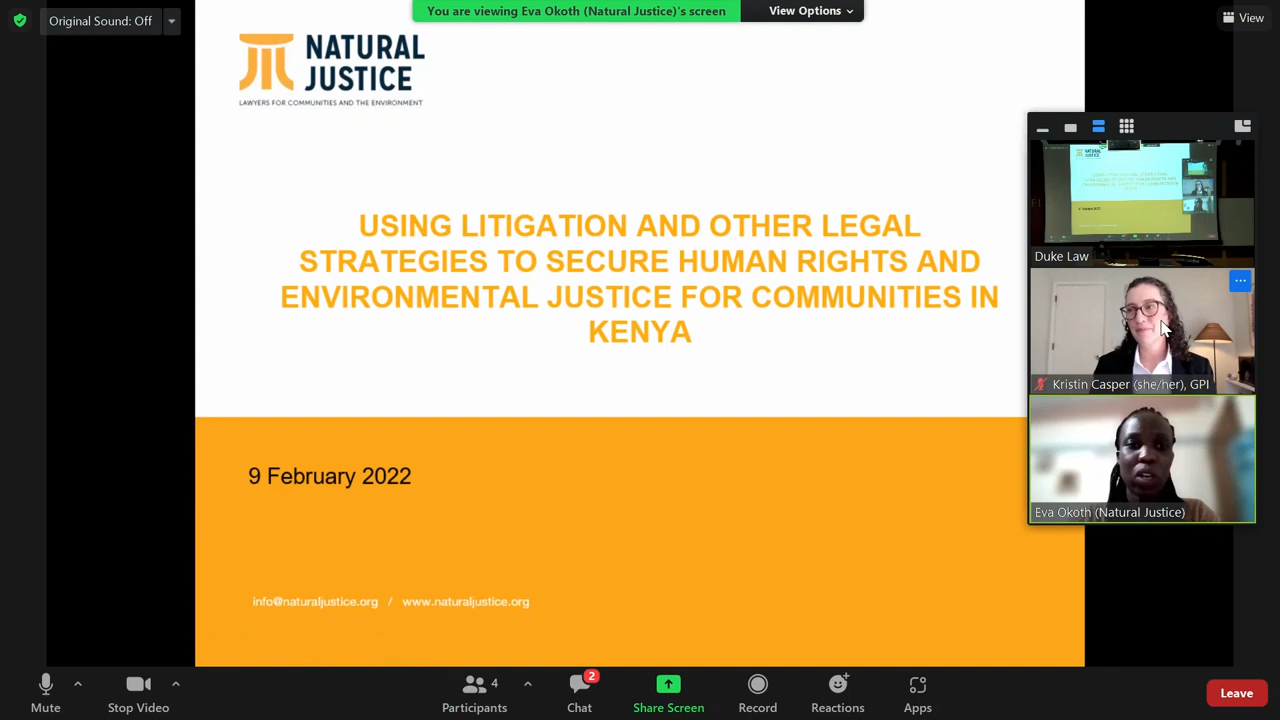 Original Sound: Off
You are viewing Eva Okoth (Natural Justice)'s screen
View Options
View
NATURAL
JUSTICE
LAWYERS FOR COMMUNITIES AND THE ENVIRONMENT
USING LITIGATION AND OTHER LEGAL
STRATEGIES TO SECURE HUMAN RIGHTS AND
ENVIRONMENTAL JUSTICE FOR COMMUNITIES IN
KENYA
9 February 2022
info@naturaljustice.org / www.naturaljustice.org
NATURAL
JUSTICE
Duke Law
Kristin Casper (she/her), GPI
Eva Okoth (Natural Justice)
Mute
Stop Video
4
Participants
2
Chat
Share Screen
Record
Reactions
Apps
Leave